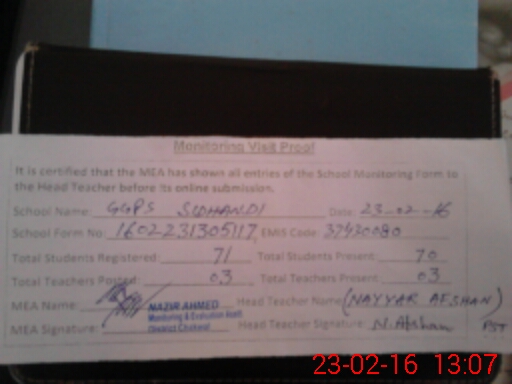 Monitoring Visit Proof
It is certified that the MEA has shown all entries of the School Monitoring Form to
the Head Teacher before its online submission.
School Name: GGPS SUDHANDI Date: 23-02-16
School Form No: 1602231305117 EMIS Code: 37420080
Total Students Registered: 71 Total Students Present: 70
Total Teachers Posted: 03 Total Teachers Present: 03
MEA Name: NAZIR AHMED Head Teacher Name (NAYYAR AFSHAN)
Monitoring & Evaluation
MEA Signature: District Head Teacher Signature: N.Afshan PST
23-02-16 13:07